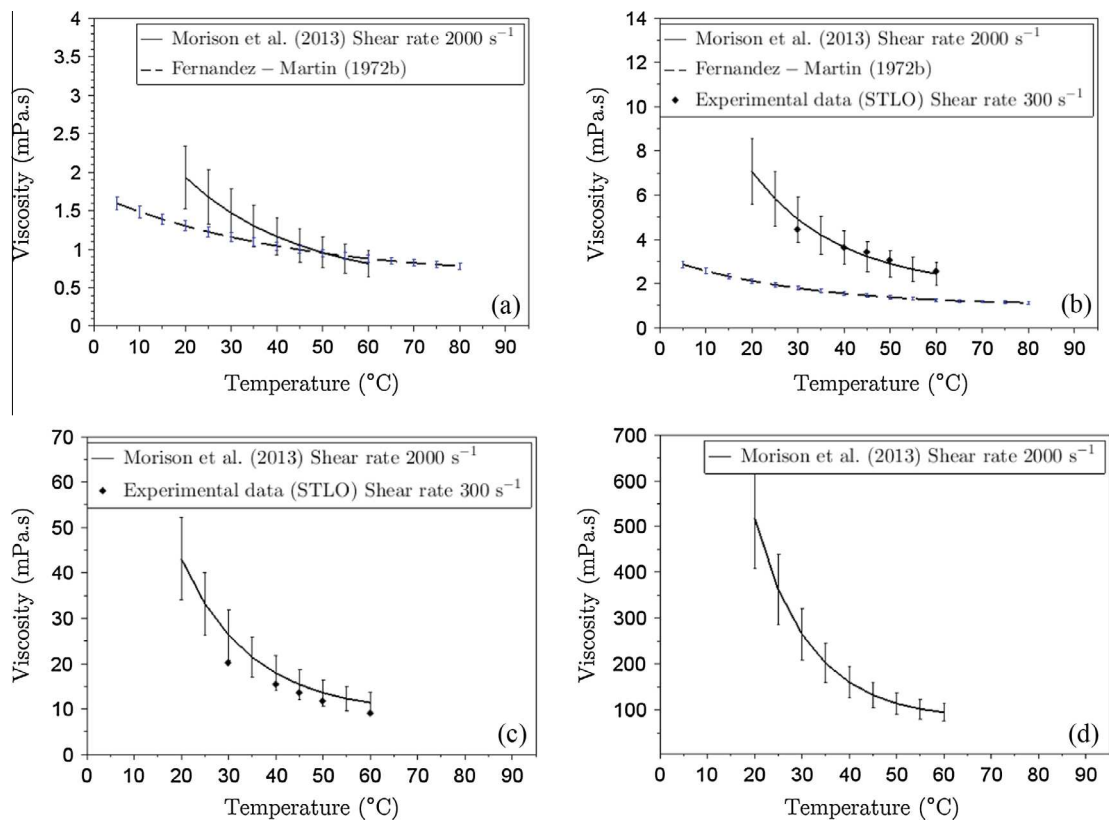 Morison et al. (2013) Shear rate 2000 s⁻¹
Fernandez − Martin (1972b)
Viscosity (mPa.s)
4
3.5
3
2.5
2
1.5
1
0.5
0
(a)
0 10 20 30 40 50 60 70 80 90
Temperature (°C)
Morison et al. (2013) Shear rate 2000 s⁻¹
Fernandez − Martin (1972b)
Experimental data (STLO) Shear rate 300 s⁻¹
Viscosity (mPa.s)
14
12
10
8
6
4
2
0
(b)
0 10 20 30 40 50 60 70 80 90
Temperature (°C)
Morison et al. (2013) Shear rate 2000 s⁻¹
Experimental data (STLO) Shear rate 300 s⁻¹
Viscosity (mPa.s)
70
60
50
40
30
20
10
0
(c)
0 10 20 30 40 50 60 70 80 90
Temperature (°C)
Morison et al. (2013) Shear rate 2000 s⁻¹
Viscosity (mPa.s)
700
600
500
400
300
200
100
(d)
0 10 20 30 40 50 60 70 80 90
Temperature (°C)